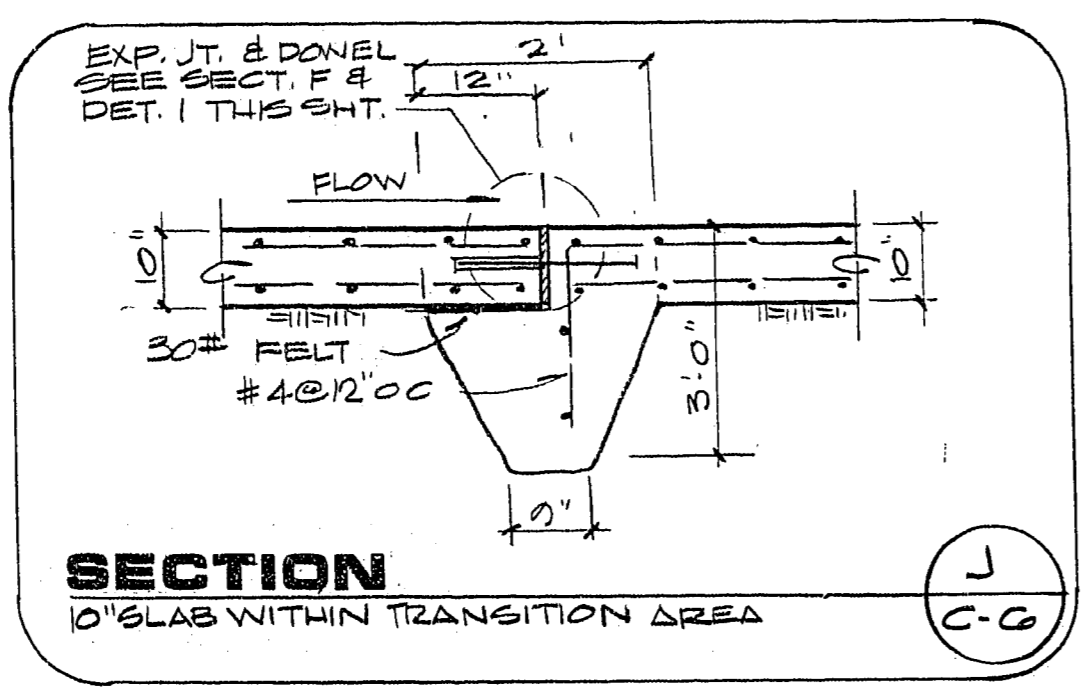 EXP. JT. & DOWEL
SEE SECT. F &
DET. 1 THIS SHT.
2'
12"
FLOW
10"
10"
30# FELT
#4@12"OC
3'-0"
9"
SECTION
10" SLAB WITHIN TRANSITION AREA
J
C-6